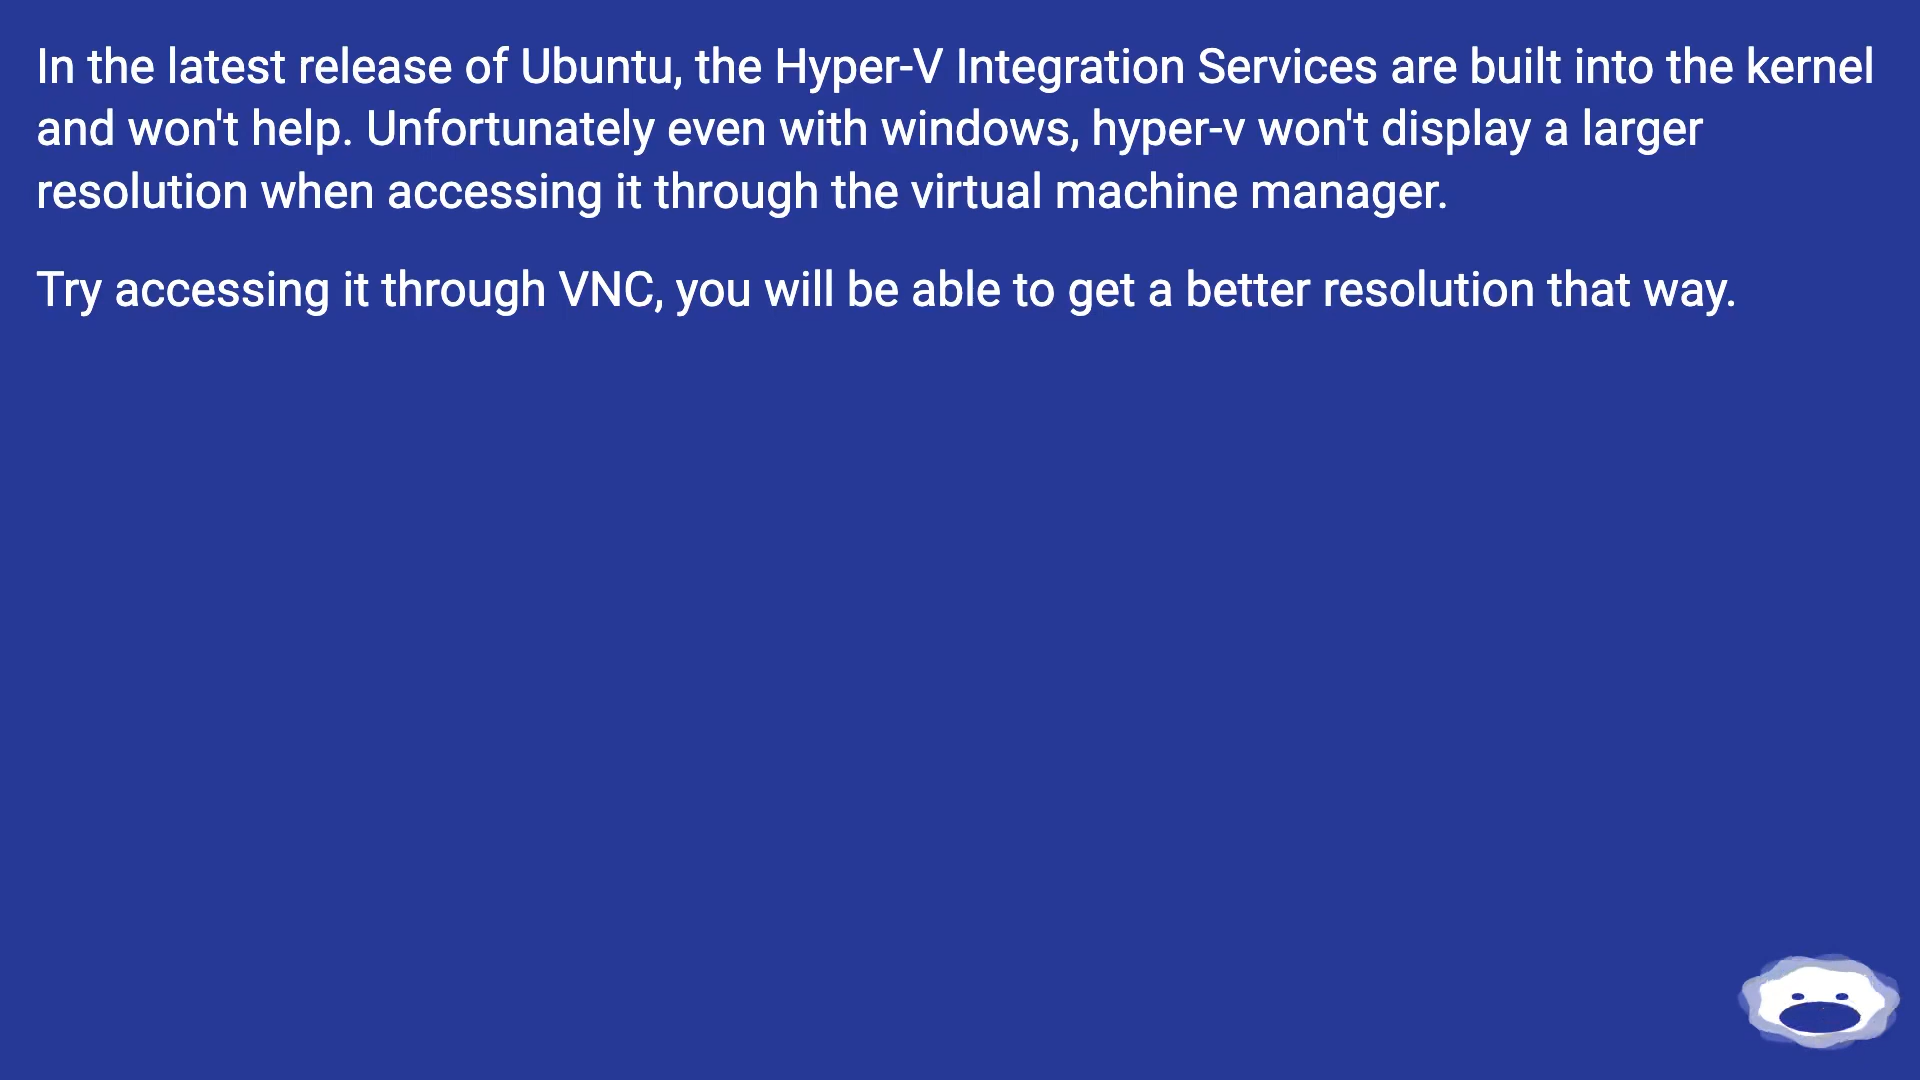 In the latest release of Ubuntu, the Hyper-V Integration Services are built into the kernel
and won't help. Unfortunately even with windows, hyper-v won't display a larger
resolution when accessing it through the virtual machine manager.
Try accessing it through VNC, you will be able to get a better resolution that way.